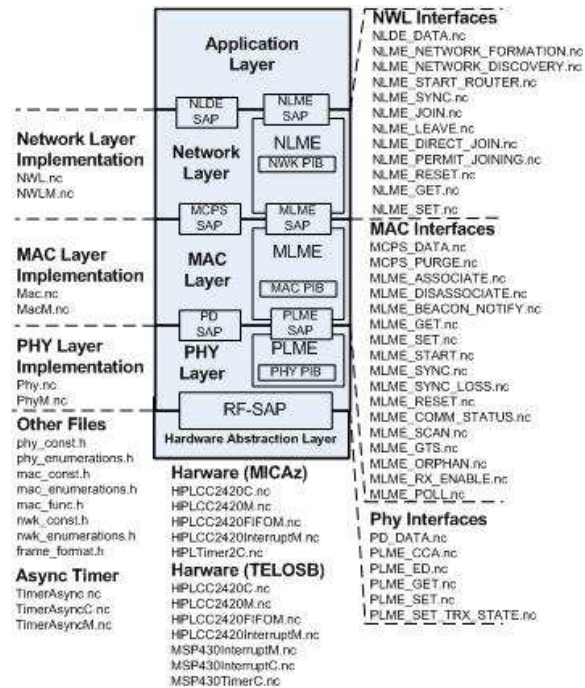 Application
Layer
NLDE
SAP
NLME
SAP
Network
Layer
NLME
NWK PIB
MCPS
SAP
MLME
SAP
MAC
Layer
MLME
MAC PIB
PD
SAP
PLME
SAP
PHY
Layer
PLME
PHY PIB
RF-SAP
Hardware Abstraction Layer
Network Layer
Implementation
NWL.nc
NWLM.nc
MAC Layer
Implementation
Mac.nc
MacM.nc
PHY Layer
Implementation
Phy.nc
PhyM.nc
Other Files
phy_const.h
phy_enumerations.h
mac_const.h
mac_enumerations.h
mac_func.h
nwk_const.h
nwk_enumerations.h
frame_format.h
Async Timer
TimerAsync.nc
TimerAsyncC.nc
TimerAsyncM.nc
Harware (MICAz)
HPLCC2420C.nc
HPLCC2420M.nc
HPLCC2420FIFOM.nc
HPLCC2420InterruptM.nc
HPLTimer2C.nc
Harware (TELOSB)
HPLCC2420C.nc
HPLCC2420M.nc
HPLCC2420FIFOM.nc
HPLCC2420InterruptM.nc
MSP430InterruptM.nc
MSP430InterruptC.nc
MSP430TimerC.nc
NWL Interfaces
NLDE_DATA.nc
NLME_NETWORK_FORMATION.nc
NLME_NETWORK_DISCOVERY.nc
NLME_START_ROUTER.nc
NLME_SYNC.nc
NLME_JOIN.nc
NLME_LEAVE.nc
NLME_DIRECT_JOIN.nc
NLME_PERMIT_JOINING.nc
NLME_RESET.nc
NLME_GET.nc
NLME_SET.nc
MAC Interfaces
MCPS_DATA.nc
MCPS_PURGE.nc
MLME_ASSOCIATE.nc
MLME_DISASSOCIATE.nc
MLME_BEACON_NOTIFY.nc
MLME_GET.nc
MLME_SET.nc
MLME_START.nc
MLME_SYNC.nc
MLME_SYNC_LOSS.nc
MLME_RESET.nc
MLME_COMM_STATUS.nc
MLME_SCAN.nc
MLME_GTS.nc
MLME_ORPHAN.nc
MLME_RX_ENABLE.nc
MLME_POLL.nc
Phy Interfaces
PD_DATA.nc
PLME_CCA.nc
PLME_ED.nc
PLME_GET.nc
PLME_SET.nc
PLME_SET_TRX_STATE.nc